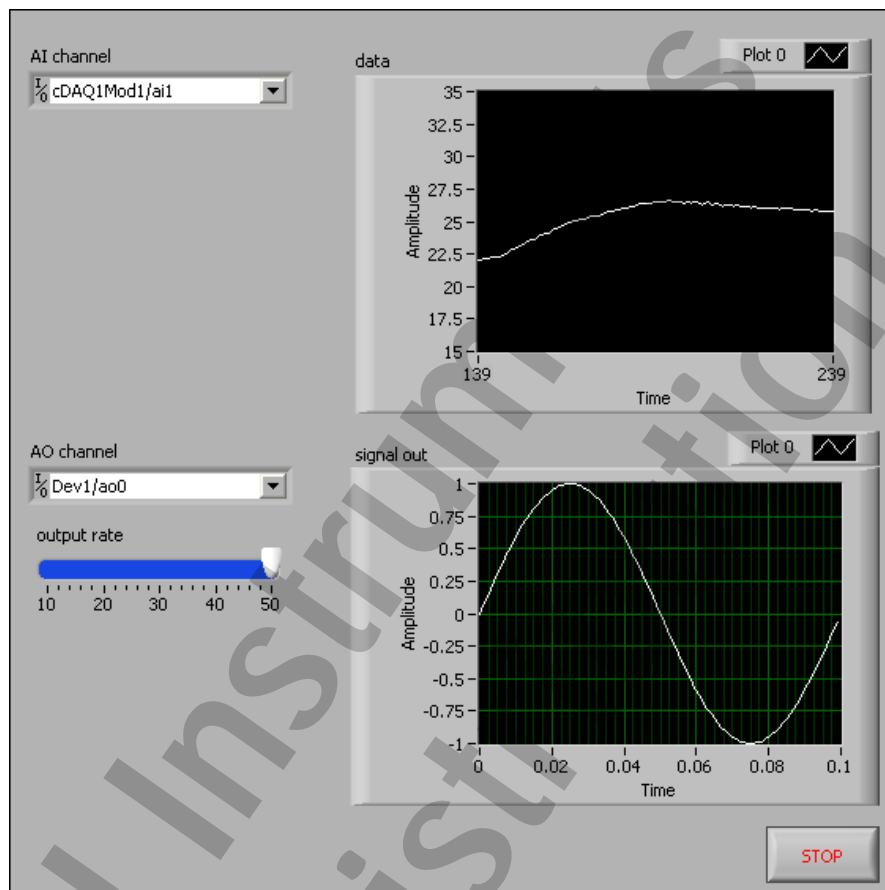 AI channel
I/O cDAQ1Mod1/ai1
data
Plot 0
35
32.5
30
27.5
25
22.5
20
17.5
15
Amplitude
139
239
Time
AO channel
I/O Dev1/ao0
output rate
10 20 30 40 50
signal out
Plot 0
1
0.75
0.5
0.25
0
-0.25
-0.5
-0.75
-1
Amplitude
0 0.02 0.04 0.06 0.08 0.1
Time
STOP